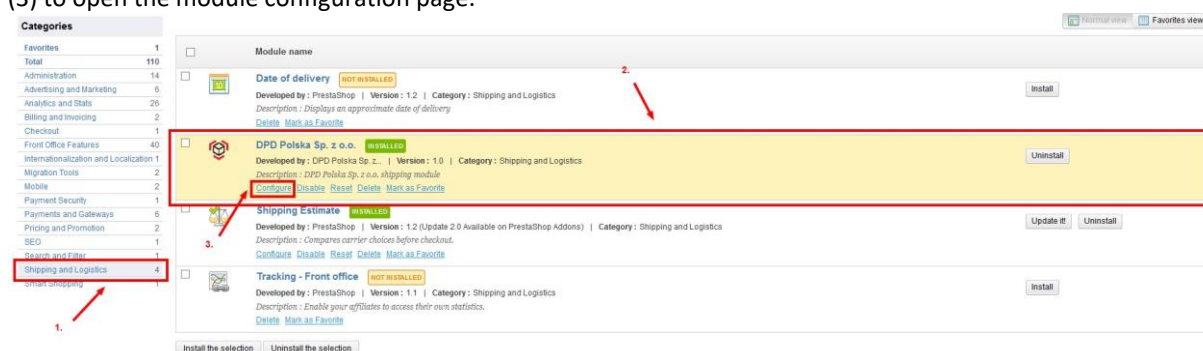 (3) to open the module configuration page.
Categories
Normal view Favorites view
Favorites 1
Total 110
Administration 14
Advertising and Marketing 6
Analytics and Stats 26
Billing and Invoicing 2
Checkout 1
Front Office Features 40
Internationalization and Localization 1
Migration Tools 2
Mobile 2
Payment Security 1
Payments and Gateways 6
Pricing and Promotion 2
SEO 1
Search and Filter 1
Shipping and Logistics 4
Smart Shopping 1
1.
Module name
2.
Date of delivery NOT INSTALLED
Developed by : PrestaShop | Version : 1.2 | Category : Shipping and Logistics
Description : Displays an approximate date of delivery
Delete Mark as Favorite
Install
DPD Polska Sp. z o.o. INSTALLED
Developed by : DPD Polska Sp. z... | Version : 1.0 | Category : Shipping and Logistics
Description : DPD Polska Sp. z o.o. shipping module
Configure Disable Reset Delete Mark as Favorite
Uninstall
3.
Shipping Estimate INSTALLED
Developed by : PrestaShop | Version : 1.2 (Update 2.0 Available on PrestaShop Addons) | Category : Shipping and Logistics
Description : Compares carrier choices before checkout.
Configure Disable Reset Delete Mark as Favorite
Update it! Uninstall
Tracking - Front office NOT INSTALLED
Developed by : PrestaShop | Version : 1.1 | Category : Shipping and Logistics
Description : Enable your affiliates to access their own statistics.
Delete Mark as Favorite
Install
Install the selection Uninstall the selection